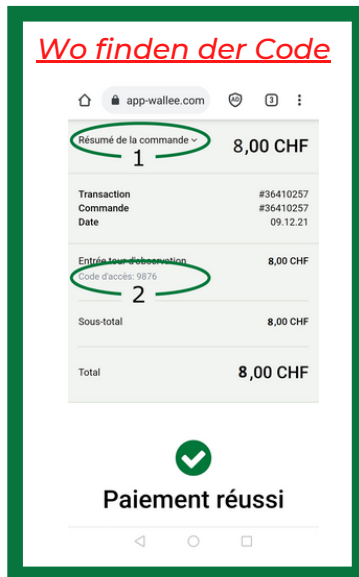 Wo finden der Code
app-wallee.com AD 3
Résumé de la commande 8,00 CHF
1
Transaction #36410257
Commande #36410257
Date 09.12.21
Entrée tour d'observation 8,00 CHF
Code d'accès: 9876
2
Sous-total 8,00 CHF
Total 8,00 CHF
Paiement réussi